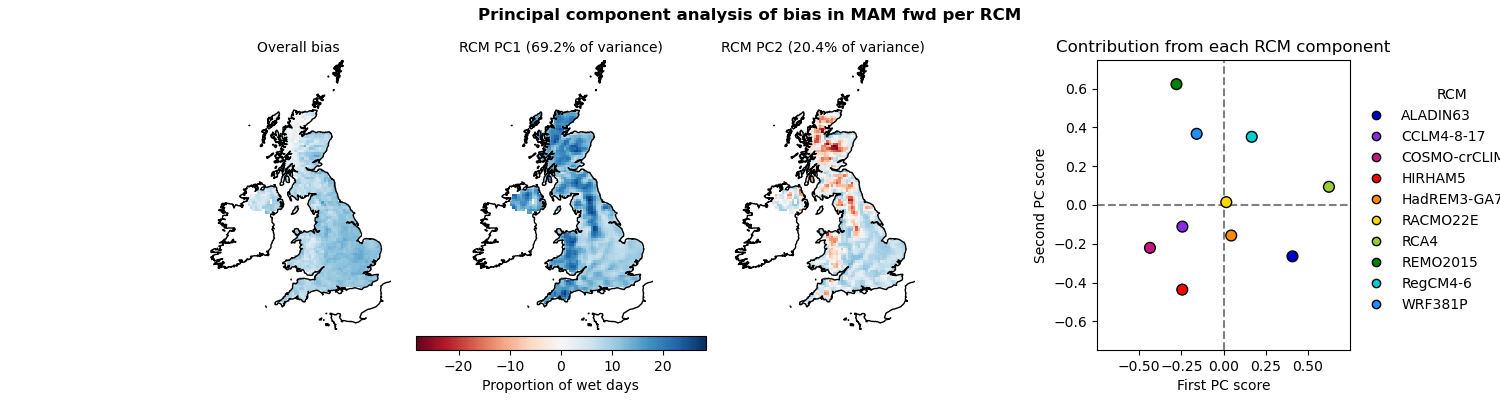 Principal component analysis of bias in MAM fwd per RCM
Overall bias
RCM PC1 (69.2% of variance)
RCM PC2 (20.4% of variance)
−20 −10 0 10 20
Proportion of wet days
Contribution from each RCM component
Second PC score
0.6
0.4
0.2
0.0
−0.2
−0.4
−0.6
−0.50 −0.25 0.00 0.25 0.50
First PC score
RCM
ALADIN63
CCLM4-8-17
COSMO-crCLIM
HIRHAM5
HadREM3-GA7
RACMO22E
RCA4
REMO2015
RegCM4-6
WRF381P